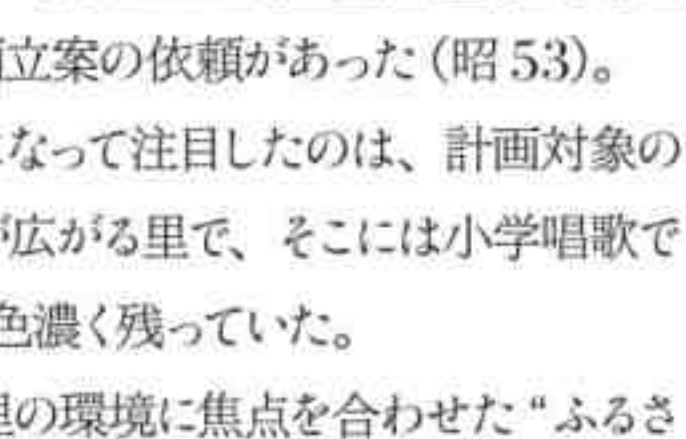 立案の依頼があった（昭53）。
なって注目したのは、計画対象の
が広がる里で、そこには小学唱歌で
色濃く残っていた。
の環境に焦点を合わせた“ふるさ